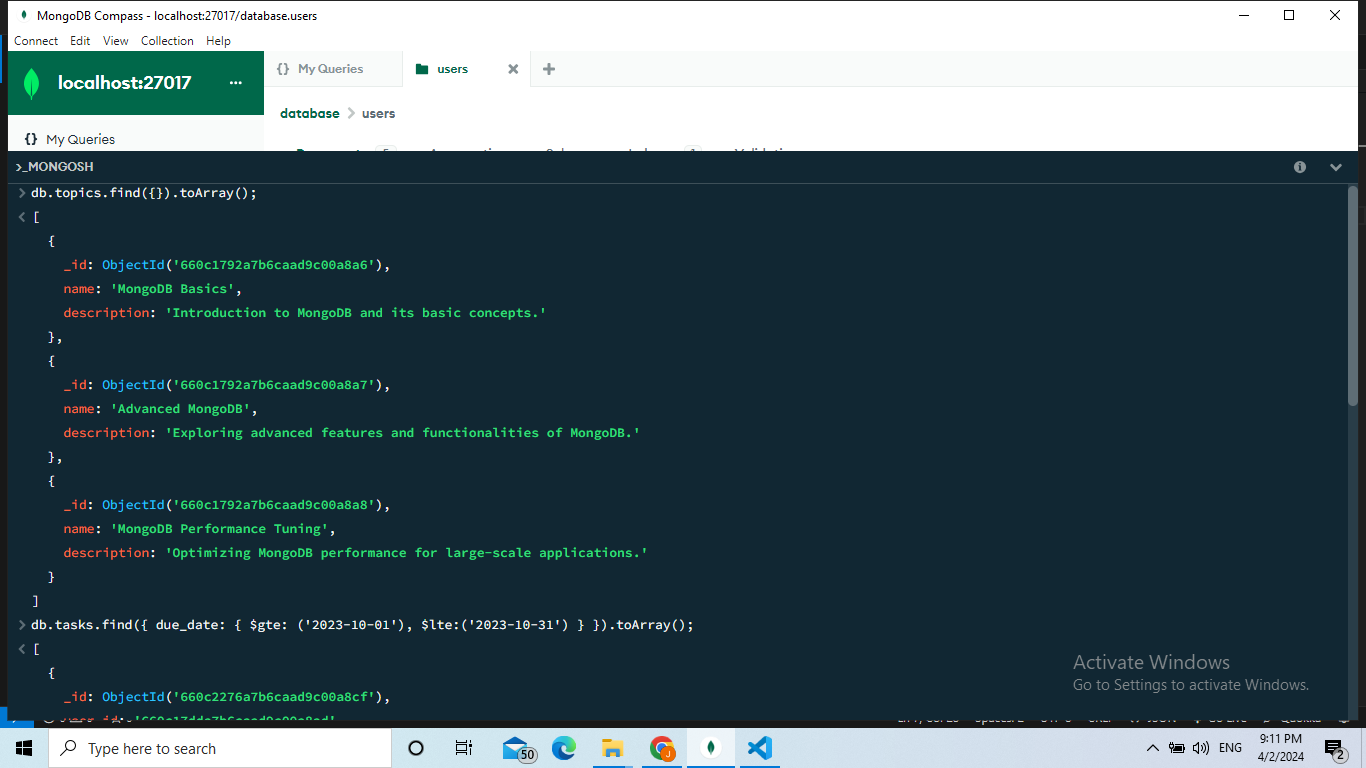 MongoDB Compass - localhost:27017/database.users
Connect Edit View Collection Help
localhost:27017 ...
{} My Queries
users
database > users
{} My Queries
>_MONGOSH
> db.topics.find({}).toArray();
< [
{
_id: ObjectId('660c1792a7b6caad9c00a8a6'),
name: 'MongoDB Basics',
description: 'Introduction to MongoDB and its basic concepts.'
},
{
_id: ObjectId('660c1792a7b6caad9c00a8a7'),
name: 'Advanced MongoDB',
description: 'Exploring advanced features and functionalities of MongoDB.'
},
{
_id: ObjectId('660c1792a7b6caad9c00a8a8'),
name: 'MongoDB Performance Tuning',
description: 'Optimizing MongoDB performance for large-scale applications.'
}
]
> db.tasks.find({ due_date: { $gte: ('2023-10-01'), $lte:('2023-10-31') } }).toArray();
< [
{
_id: ObjectId('660c2276a7b6caad9c00a8cf'),
Activate Windows
Go to Settings to activate Windows.
Type here to search
50
ENG
9:11 PM
4/2/2024
2